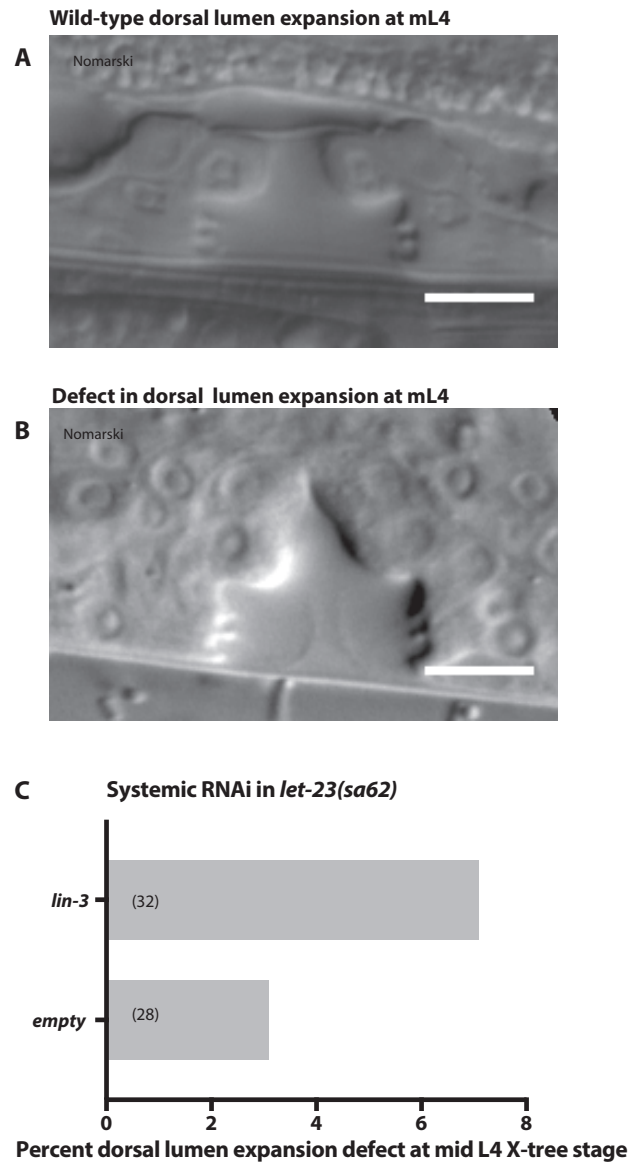 Wild-type dorsal lumen expansion at mL4
A
Nomarski
Defect in dorsal lumen expansion at mL4
B
Nomarski
C
Systemic RNAi in let-23(sa62)
lin-3
(32)
empty
(28)
0 2 4 6 8
Percent dorsal lumen expansion defect at mid L4 X-tree stage